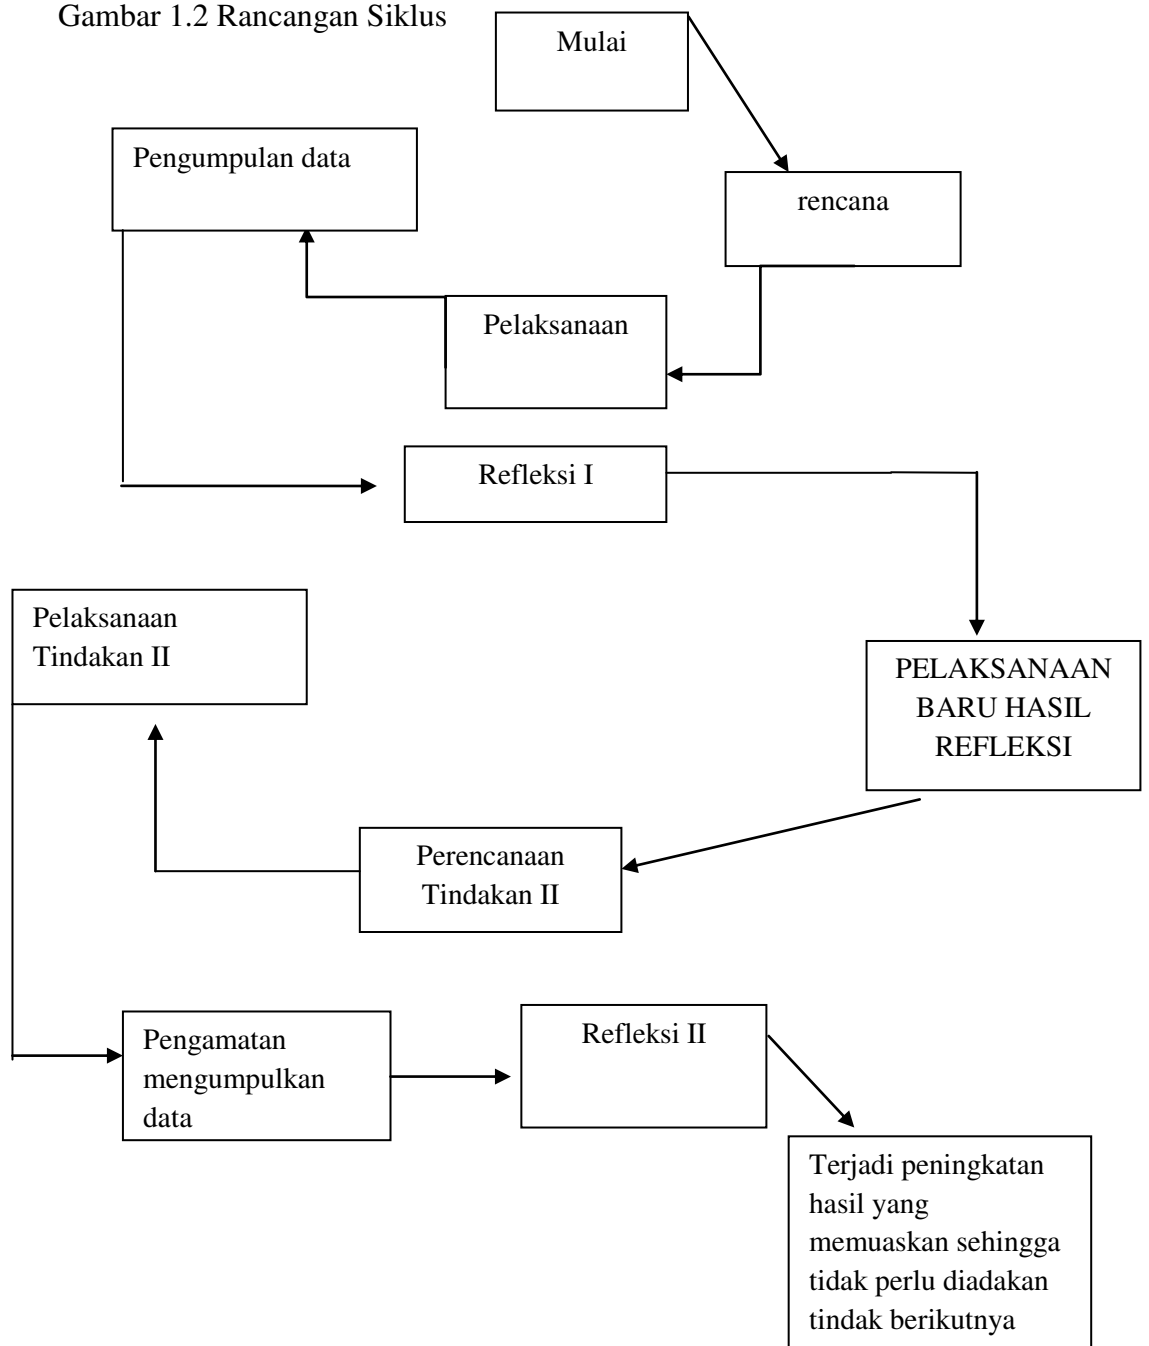 Gambar 1.2 Rancangan Siklus
Mulai
rencana
Pengumpulan data
Pelaksanaan
Refleksi I
PELAKSANAAN
BARU HASIL
REFLEKSI
Pelaksanaan
Tindakan II
Perencanaan
Tindakan II
Pengamatan
mengumpulkan
data
Refleksi II
Terjadi peningkatan
hasil yang
memuaskan sehingga
tidak perlu diadakan
tindak berikutnya